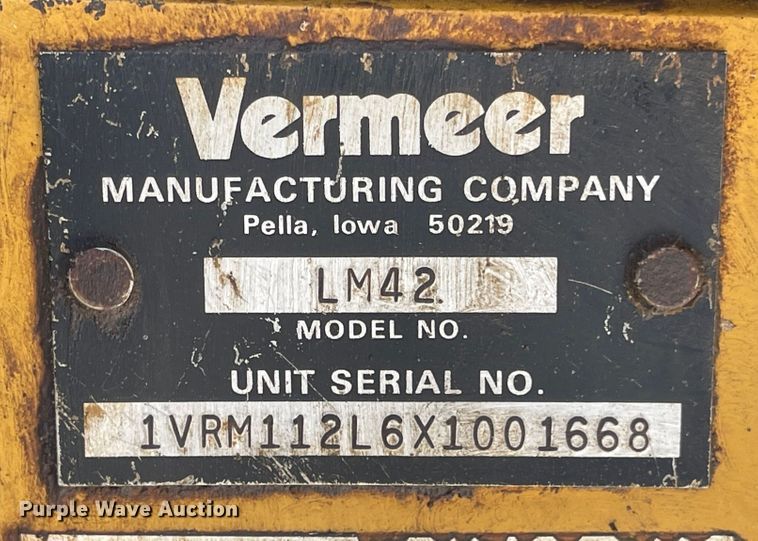 Vermeer
MANUFACTURING COMPANY
Pella, Iowa 50219
LM42
MODEL NO.
UNIT SERIAL NO.
1VRM112L6X1001668
Purple Wave Auction